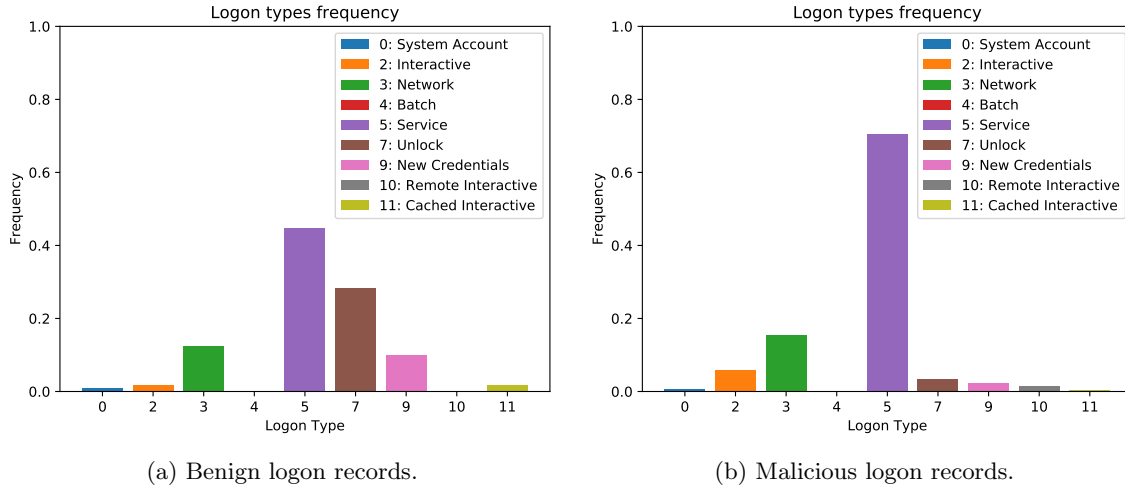 Logon types frequency
1.0
0.8
0.6
0.4
0.2
0.0
Frequency
0: System Account
2: Interactive
3: Network
4: Batch
5: Service
7: Unlock
9: New Credentials
10: Remote Interactive
11: Cached Interactive
0 2 3 4 5 7 9 10 11
Logon Type
(a) Benign logon records.
Logon types frequency
1.0
0.8
0.6
0.4
0.2
0.0
Frequency
0: System Account
2: Interactive
3: Network
4: Batch
5: Service
7: Unlock
9: New Credentials
10: Remote Interactive
11: Cached Interactive
0 2 3 4 5 7 9 10 11
Logon Type
(b) Malicious logon records.